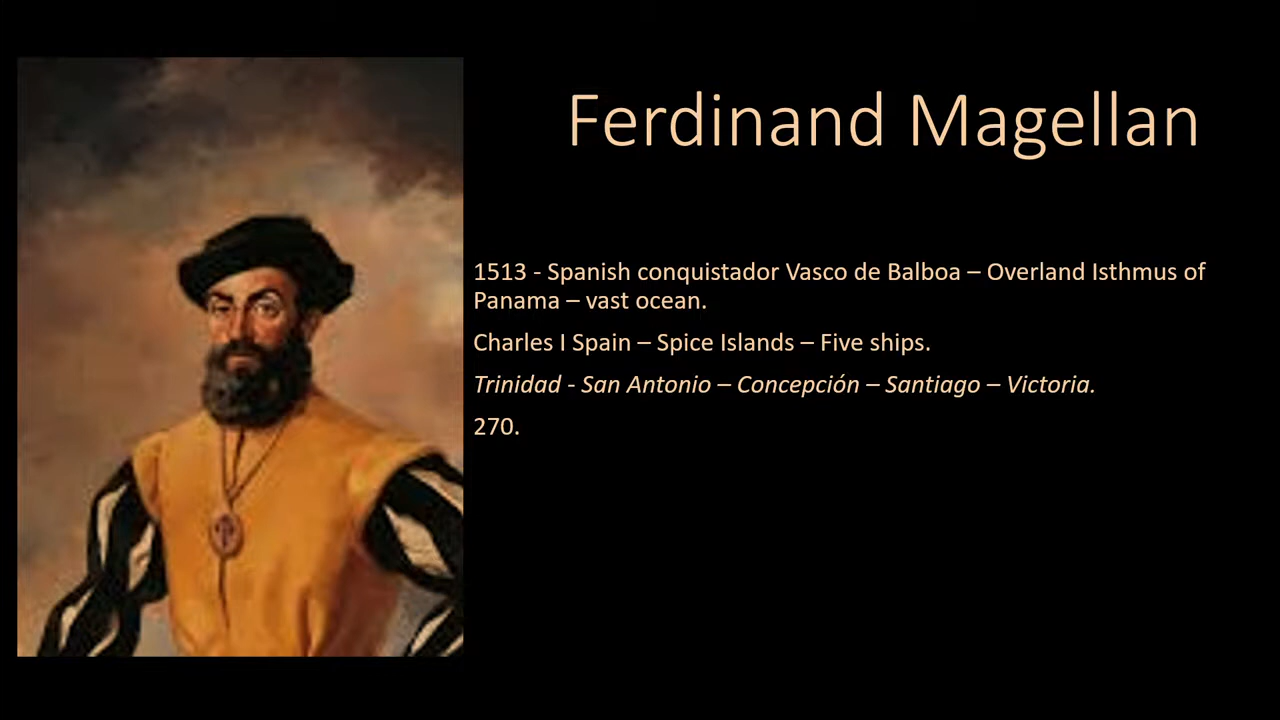 Ferdinand Magellan
1513 - Spanish conquistador Vasco de Balboa – Overland Isthmus of
Panama – vast ocean.
Charles I Spain – Spice Islands – Five ships.
Trinidad - San Antonio – Concepción – Santiago – Victoria.
270.